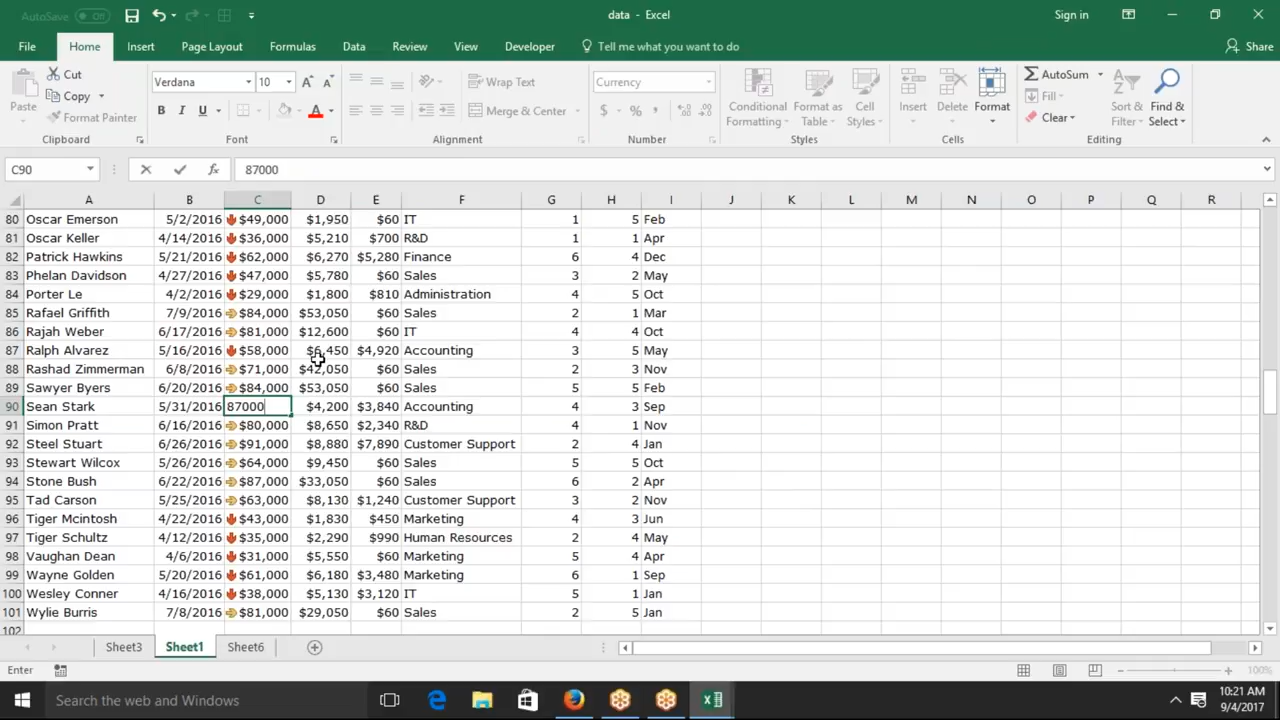 AutoSave Off
data - Excel
Sign in
File Home Insert Page Layout Formulas Data Review View Developer Tell me what you want to do Share
Paste
Cut
Copy
Format Painter
Clipboard
Verdana 10
B I U A
Font
Wrap Text
Merge & Center
Alignment
Currency
$ % ,
Number
Conditional Formatting
Format as Table
Cell Styles
Styles
Insert Delete Format
Cells
AutoSum
Fill
Clear
Sort & Filter
Find & Select
Editing
C90 fx 87000
A B C D E F G H I J K L M N O P Q R
80 Oscar Emerson 5/2/2016 $49,000 $1,950 $60 IT 1 5 Feb
81 Oscar Keller 4/14/2016 $36,000 $5,210 $700 R&D 1 1 Apr
82 Patrick Hawkins 5/21/2016 $62,000 $6,270 $5,280 Finance 6 4 Dec
83 Phelan Davidson 4/27/2016 $47,000 $5,780 $60 Sales 3 2 May
84 Porter Le 4/2/2016 $29,000 $1,800 $810 Administration 4 5 Oct
85 Rafael Griffith 7/9/2016 $84,000 $53,050 $60 Sales 2 1 Mar
86 Rajah Weber 6/17/2016 $81,000 $12,600 $60 IT 4 4 Oct
87 Ralph Alvarez 5/16/2016 $58,000 $6,450 $4,920 Accounting 3 5 May
88 Rashad Zimmerman 6/8/2016 $71,000 $42,050 $60 Sales 2 3 Nov
89 Sawyer Byers 6/20/2016 $84,000 $53,050 $60 Sales 5 5 Feb
90 Sean Stark 5/31/2016 87000 $4,200 $3,840 Accounting 4 3 Sep
91 Simon Pratt 6/16/2016 $80,000 $8,650 $2,340 R&D 4 1 Nov
92 Steel Stuart 6/26/2016 $91,000 $8,880 $7,890 Customer Support 2 4 Jan
93 Stewart Wilcox 5/26/2016 $64,000 $9,450 $60 Sales 5 5 Oct
94 Stone Bush 6/22/2016 $87,000 $33,050 $60 Sales 6 2 Apr
95 Tad Carson 5/25/2016 $63,000 $8,130 $1,240 Customer Support 3 2 Nov
96 Tiger Mcintosh 4/22/2016 $43,000 $1,830 $450 Marketing 4 3 Jun
97 Tiger Schultz 4/12/2016 $35,000 $2,290 $990 Human Resources 2 4 May
98 Vaughan Dean 4/6/2016 $31,000 $5,550 $60 Marketing 5 4 Apr
99 Wayne Golden 5/20/2016 $61,000 $6,180 $3,480 Marketing 6 1 Sep
100 Wesley Conner 4/16/2016 $38,000 $5,130 $3,120 IT 5 1 Jan
101 Wylie Burris 7/8/2016 $81,000 $29,050 $60 Sales 2 5 Jan
102
Sheet3 Sheet1 Sheet6
Enter 100%
Search the web and Windows
10:21 AM
9/4/2017